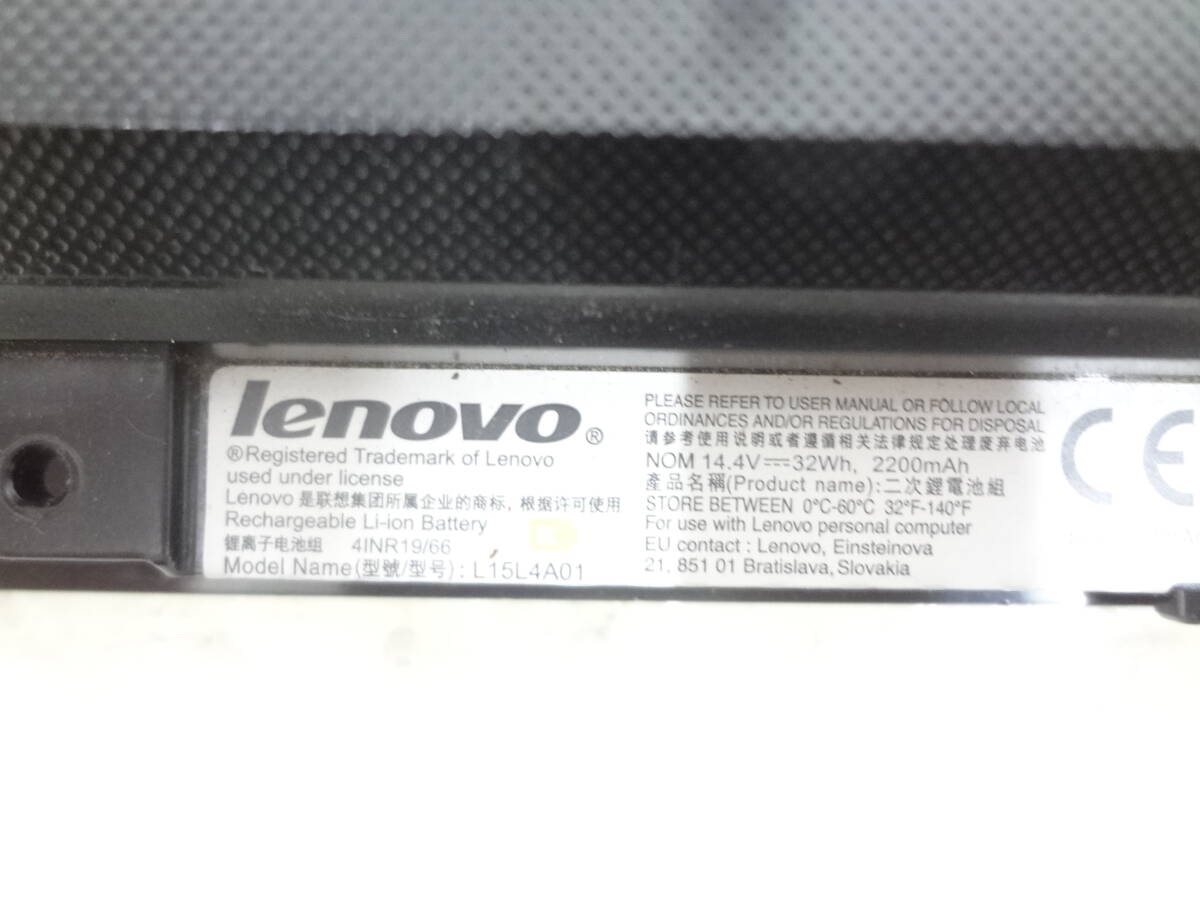 lenovo®
®Registered Trademark of Lenovo
used under license
Lenovo 是联想集团所属企业的商标，根据许可使用
Rechargeable Li-ion Battery
锂离子电池组 4INR19/66
Model Name(型號/型号): L15L4A01
PLEASE REFER TO USER MANUAL OR FOLLOW LOCAL
ORDINANCES AND/OR REGULATIONS FOR DISPOSAL
请参考使用说明或者遵循相关法律规定处理废弃电池
NOM 14.4V⎓32Wh, 2200mAh
產品名稱(Product name):二次鋰電池組
STORE BETWEEN 0°C-60°C 32°F-140°F
For use with Lenovo personal computer
EU contact : Lenovo, Einsteinova
21, 851 01 Bratislava, Slovakia
CE